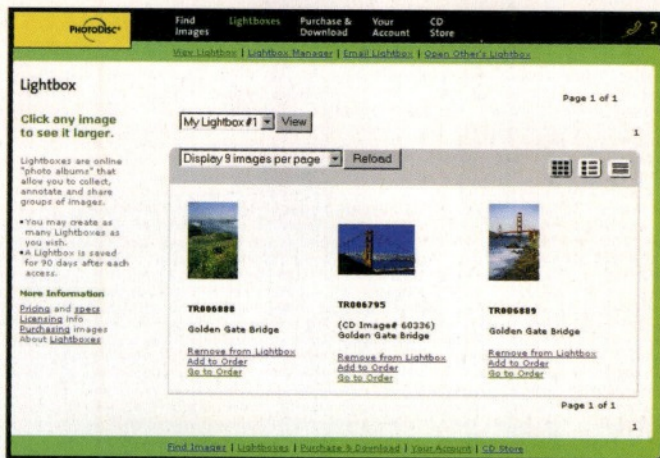 PHOTODISC®
Find Images
Lightboxes
Purchase & Download
Your Account
CD Store
?
View Lightbox | Lightbox Manager | Email Lightbox | Open Other's Lightbox
Lightbox
Page 1 of 1
Click any image
to see it larger.
My Lightbox #1 View
1
Lightboxes are online
"photo albums" that
allow you to collect,
annotate and share
groups of images.
Display 9 images per page Reload
•You may create as
many Lightboxes as
you wish.
•A Lightbox is saved
for 90 days after each
access.
More Information
Pricing and specs
Licensing info
Purchasing images
About Lightboxes
TR006888
Golden Gate Bridge
Remove from Lightbox
Add to Order
Go to Order
TR006795
(CD Image# 60336)
Golden Gate Bridge
Remove from Lightbox
Add to Order
Go to Order
TR006889
Golden Gate Bridge
Remove from Lightbox
Add to Order
Go to Order
Page 1 of 1
1
Find Images | Lightboxes | Purchase & Download | Your Account | CD Store